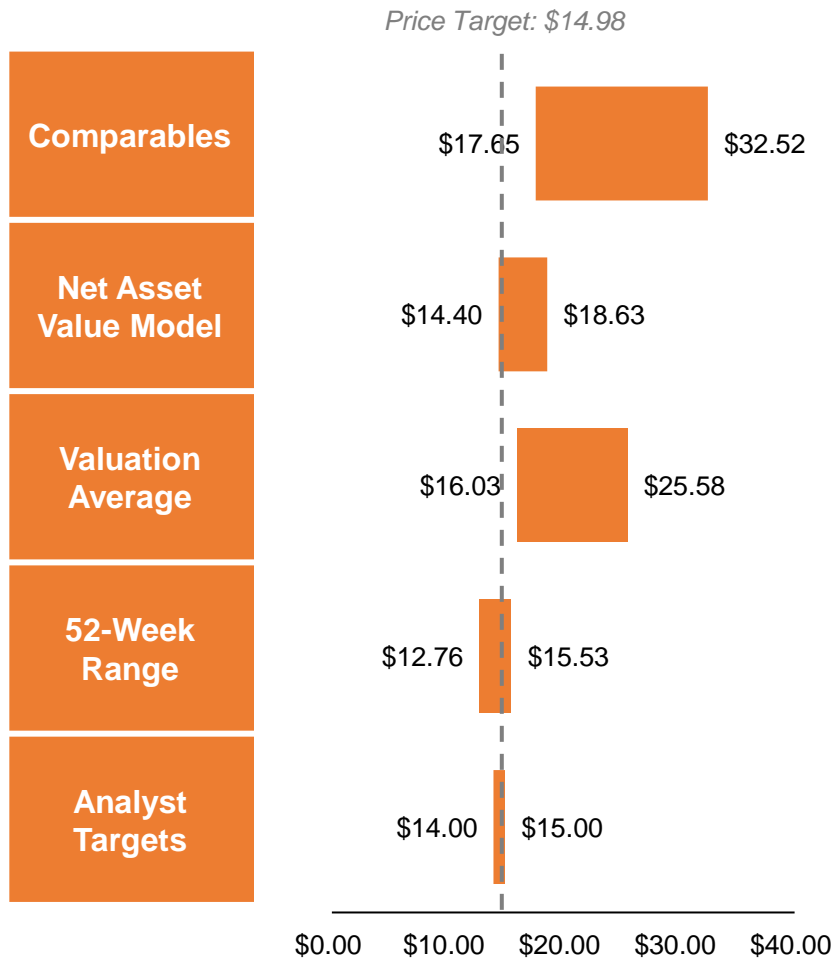 Price Target: $14.98
Comparables
$17.65
$32.52
Net Asset
Value Model
$14.40
$18.63
Valuation
Average
$16.03
$25.58
52-Week
Range
$12.76
$15.53
Analyst
Targets
$14.00
$15.00
$0.00 $10.00 $20.00 $30.00 $40.00